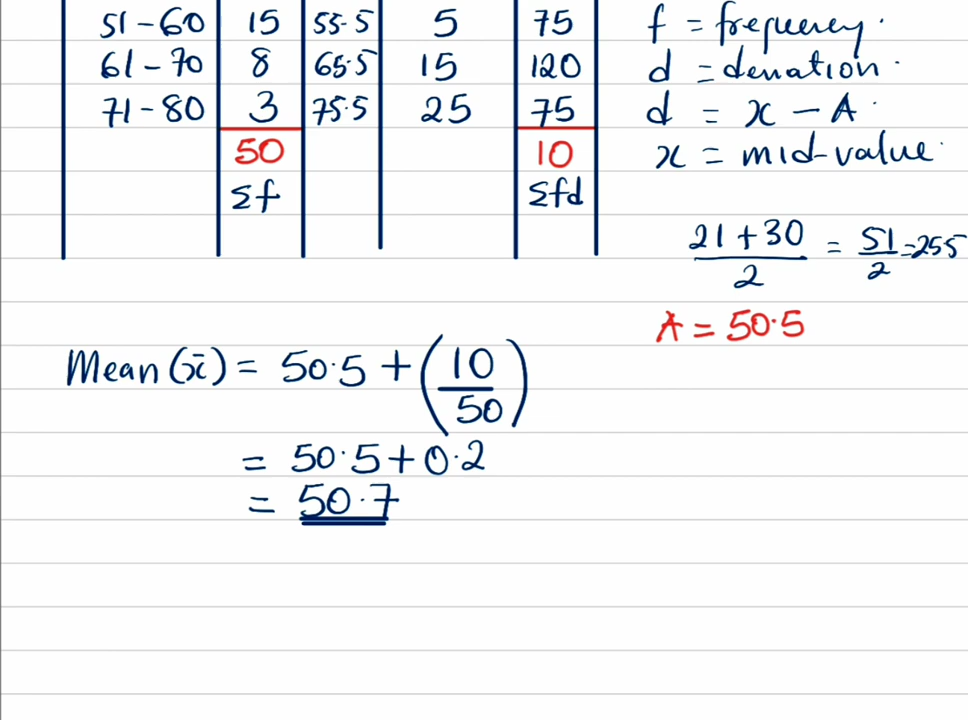 51-60 15 55.5 5 75
61-70 8 65.5 15 120
71-80 3 75.5 25 75
50 10
Σf Σfd
f = frequency.
d = deviation.
d = x - A.
x = mid-value.
21+30/2 = 51/2 = 25.5
A = 50.5
Mean (x̄) = 50.5 + (10/50)
= 50.5 + 0.2
= 50.7